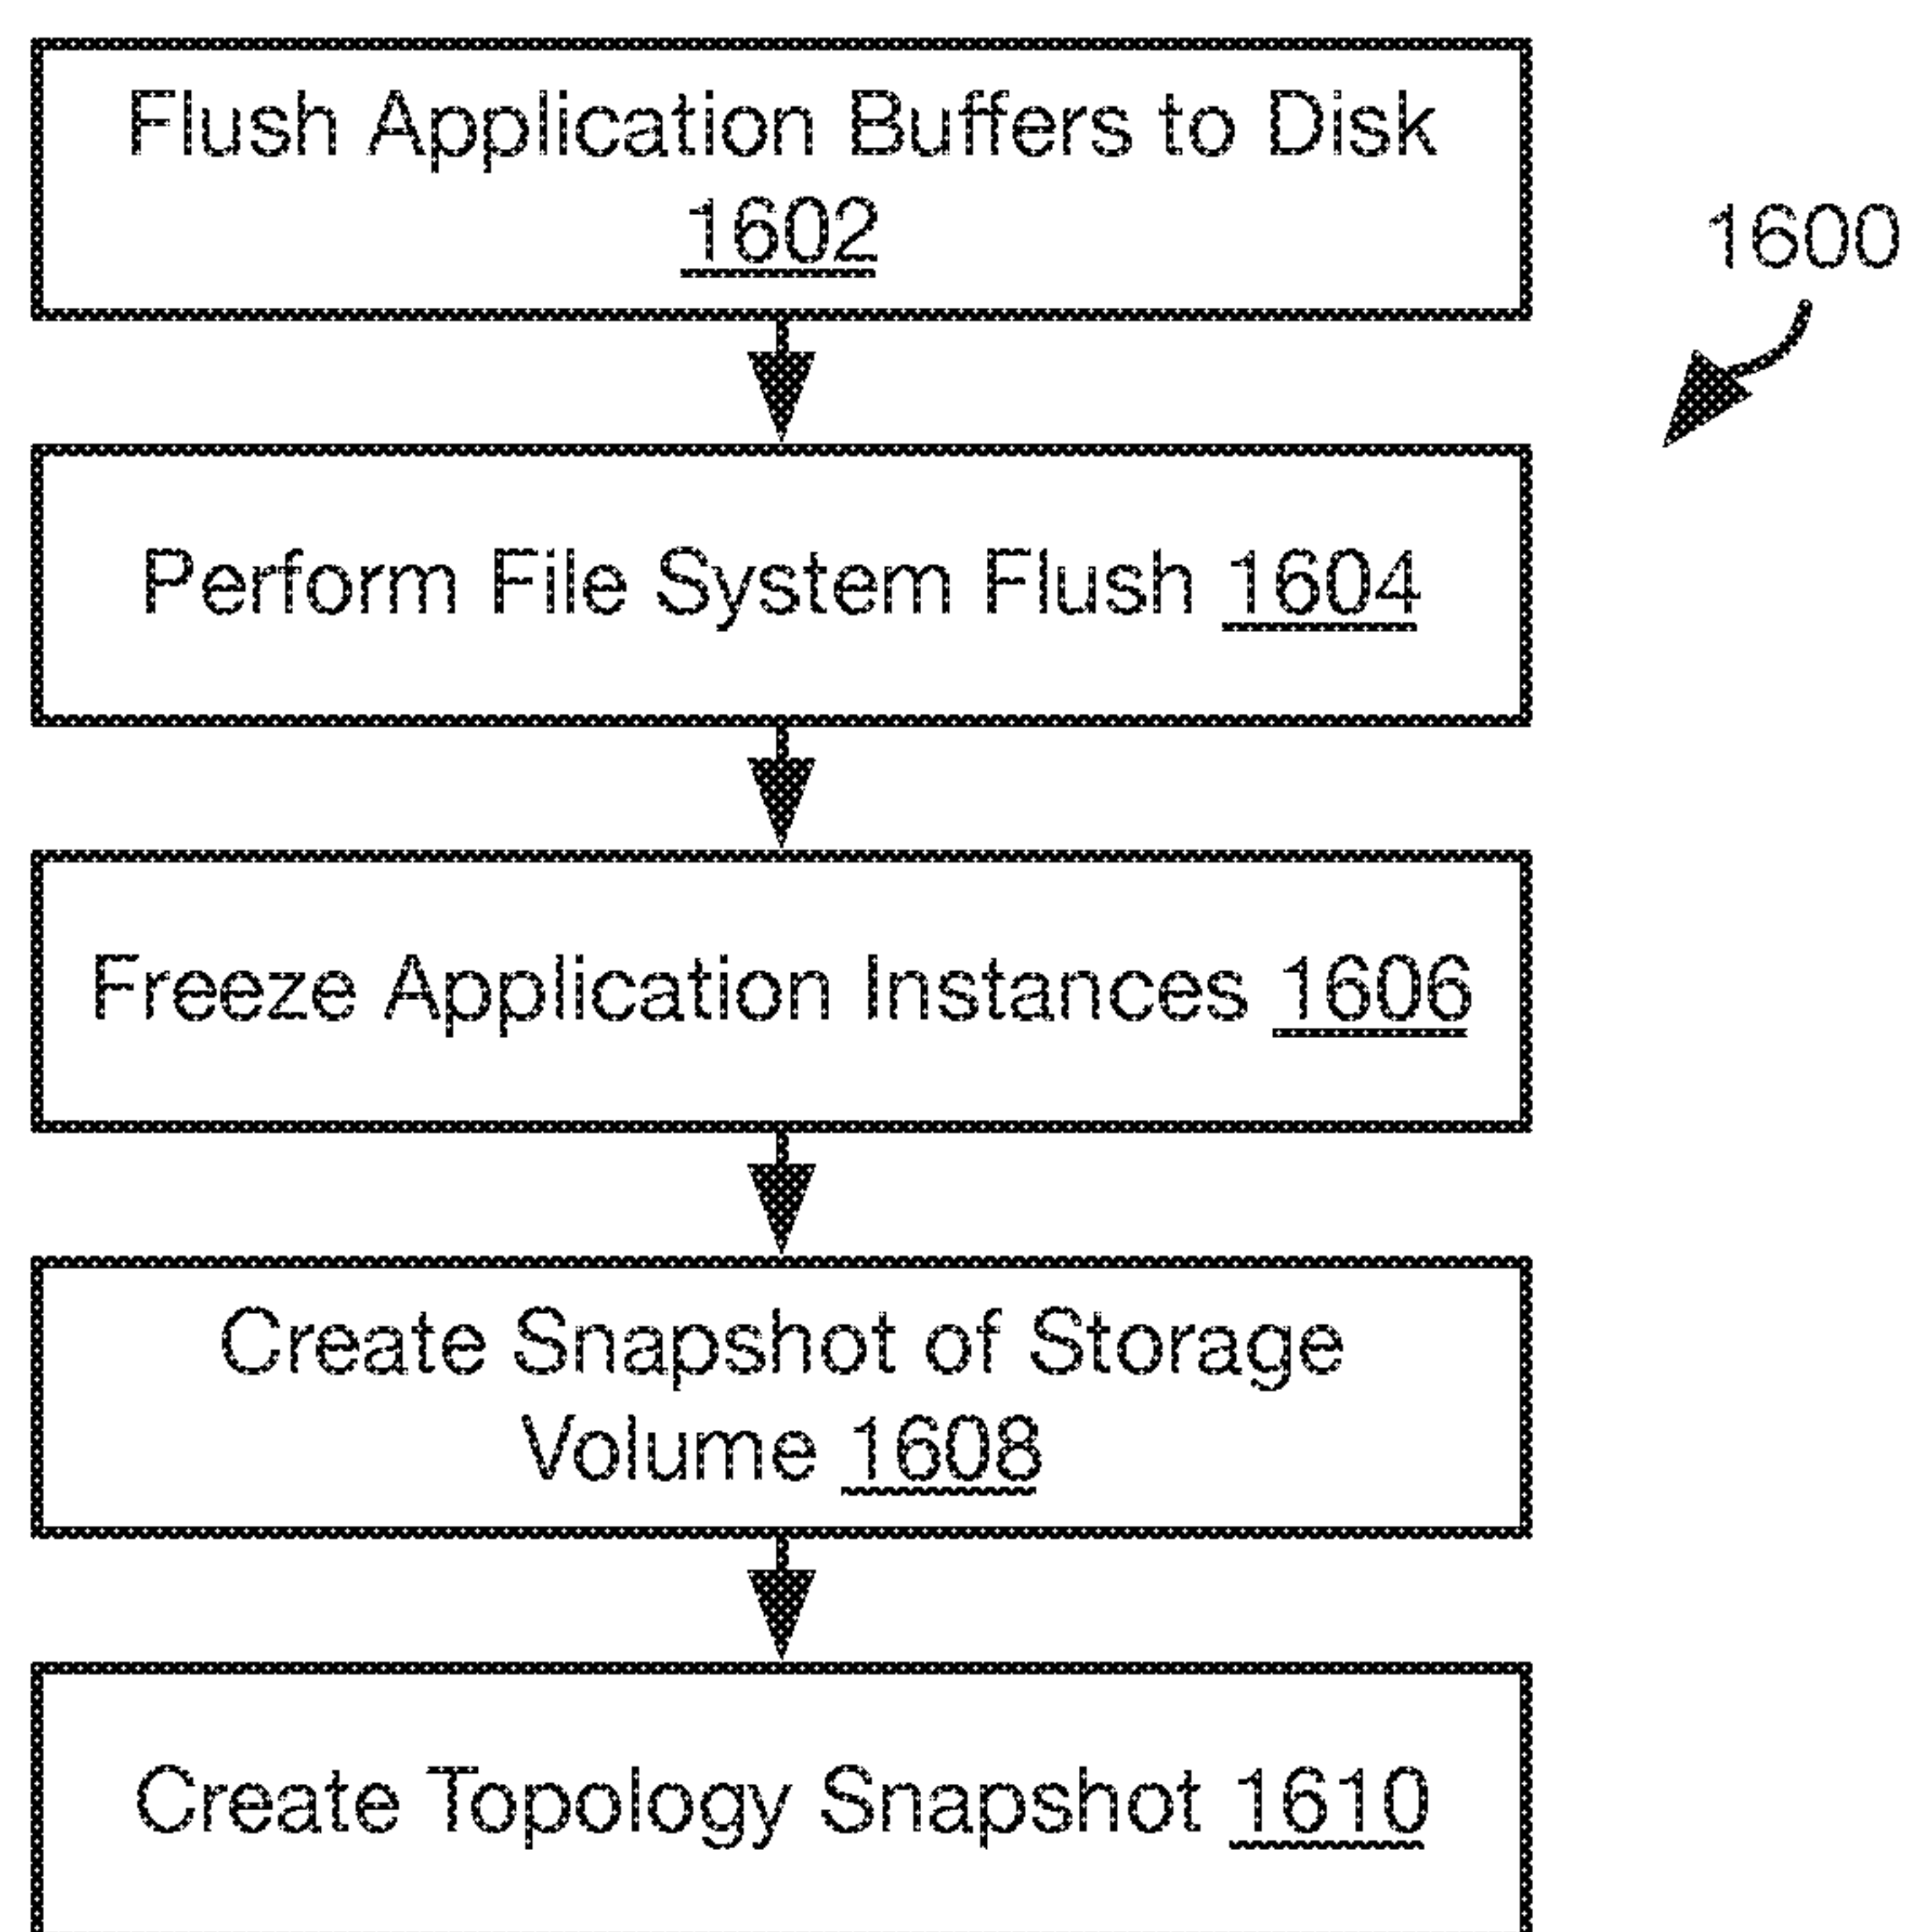 Flush Application Buffers to Disk
1602
1600
Perform File System Flush 1604
Freeze Application Instances 1606
Create Snapshot of Storage
Volume 1608
Create Topology Snapshot 1610